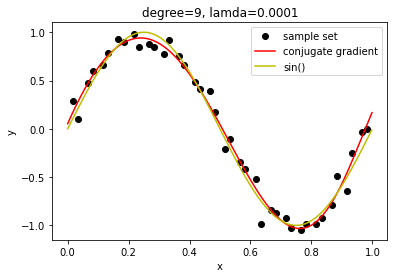 degree=9, lamda=0.0001
sample set
conjugate gradient
sin()
1.0
0.5
0.0
−0.5
−1.0
y
0.0 0.2 0.4 0.6 0.8 1.0
x